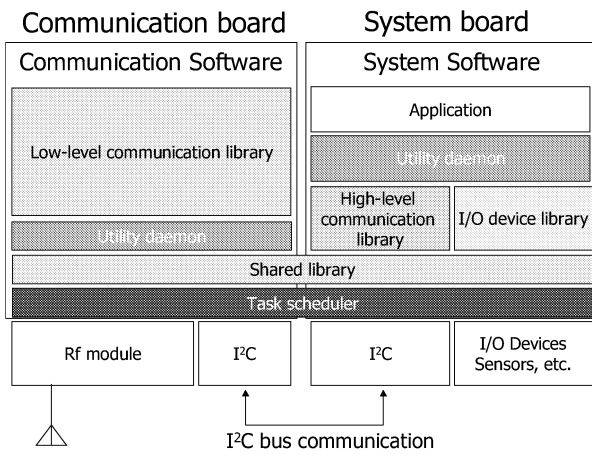 Communication board
System board
Communication Software
System Software
Application
Low-level communication library
Utility daemon
High-level
communication
library
I/O device library
Utility daemon
Shared library
Task scheduler
Rf module
I²C
I²C
I/O Devices
Sensors, etc.
I²C bus communication